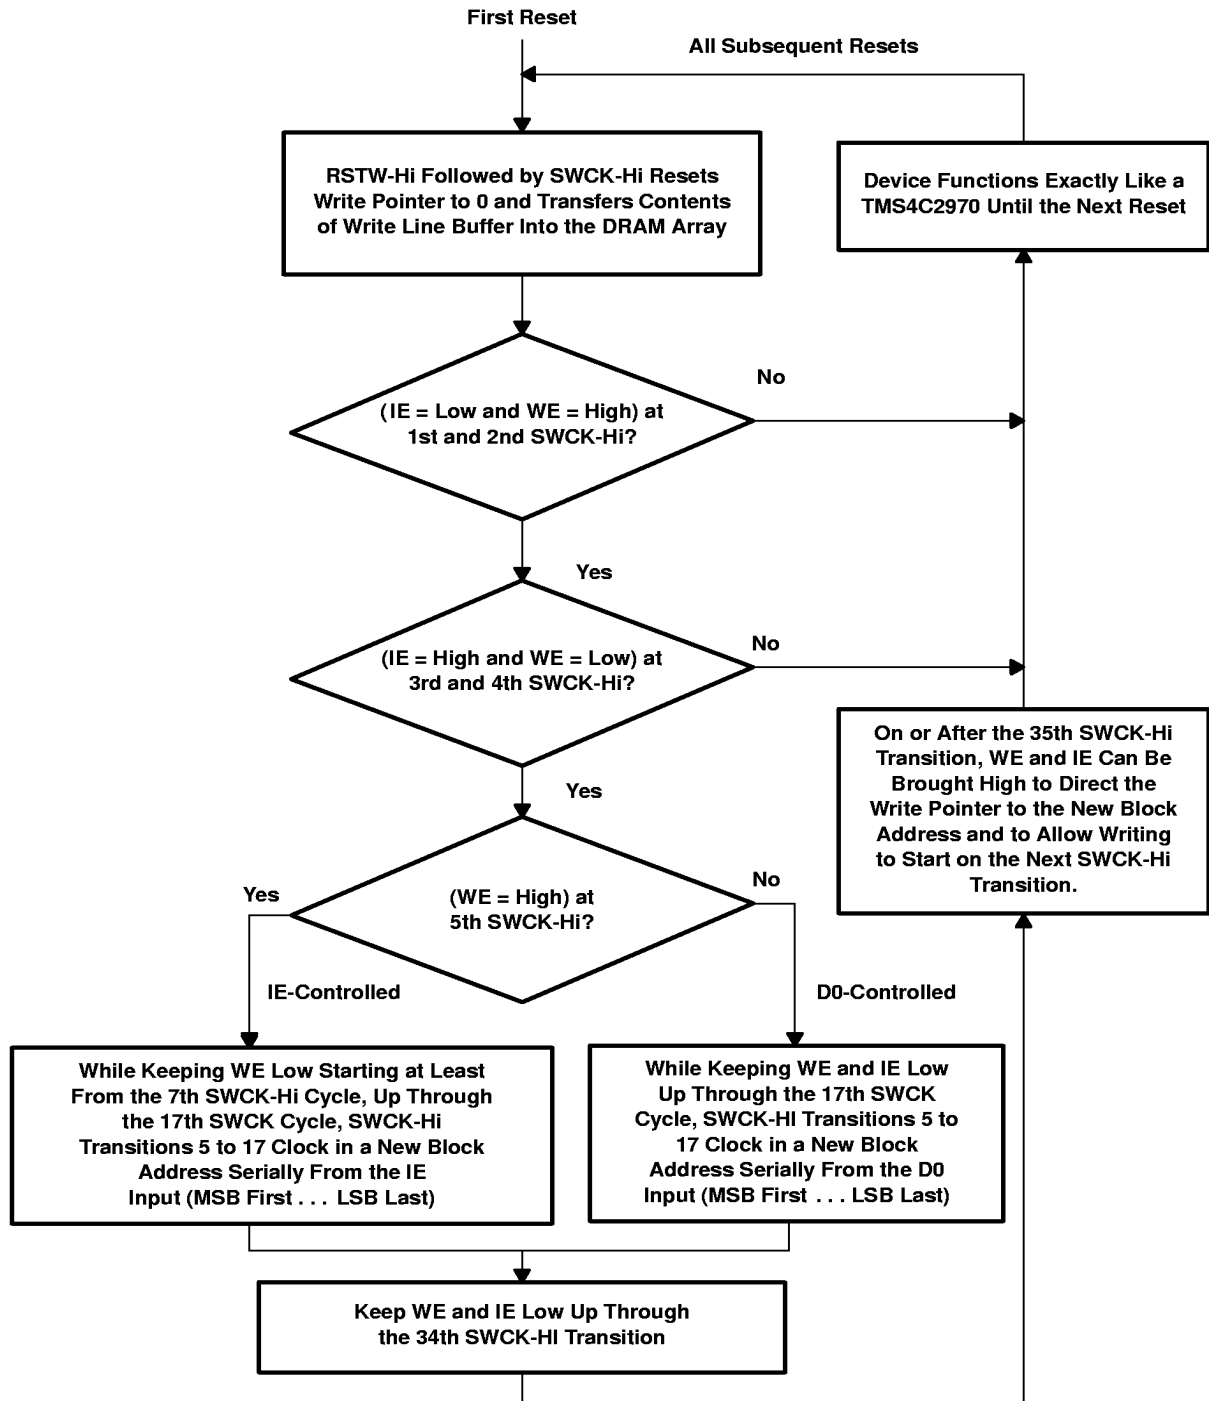 First Reset
All Subsequent Resets
RSTW-Hi Followed by SWCK-Hi Resets
Write Pointer to 0 and Transfers Contents
of Write Line Buffer Into the DRAM Array
Device Functions Exactly Like a
TMS4C2970 Until the Next Reset
No
(IE = Low and WE = High) at
1st and 2nd SWCK-Hi?
Yes
No
(IE = High and WE = Low) at
3rd and 4th SWCK-Hi?
On or After the 35th SWCK-Hi
Transition, WE and IE Can Be
Brought High to Direct the
Write Pointer to the New Block
Address and to Allow Writing
to Start on the Next SWCK-Hi
Transition.
Yes
Yes
No
(WE = High) at
5th SWCK-Hi?
IE-Controlled
D0-Controlled
While Keeping WE Low Starting at Least
From the 7th SWCK-Hi Cycle, Up Through
the 17th SWCK Cycle, SWCK-Hi
Transitions 5 to 17 Clock in a New Block
Address Serially From the IE
Input (MSB First . . . LSB Last)
While Keeping WE and IE Low
Up Through the 17th SWCK
Cycle, SWCK-HI Transitions 5 to
17 Clock in a New Block
Address Serially From the D0
Input (MSB First . . . LSB Last)
Keep WE and IE Low Up Through
the 34th SWCK-HI Transition